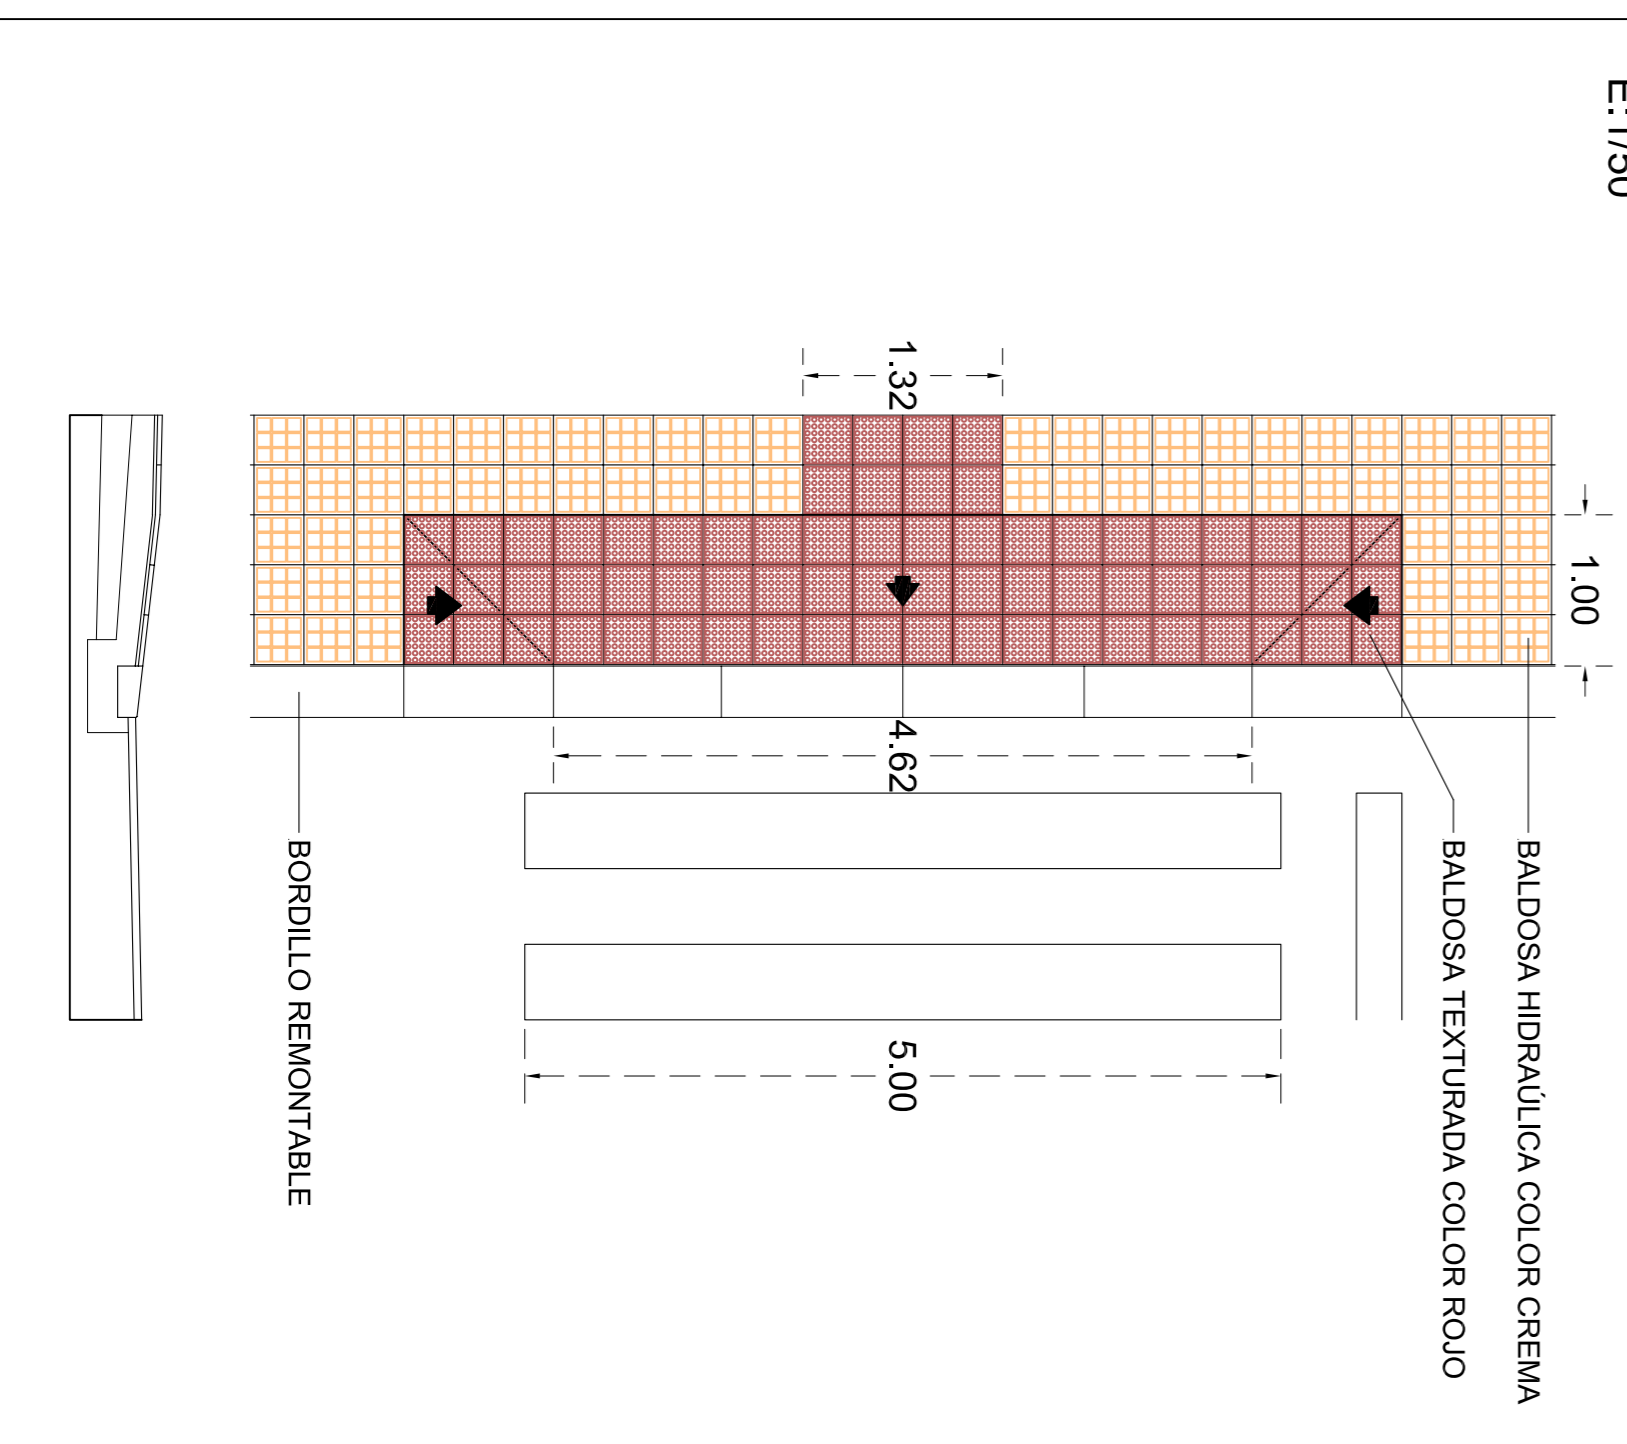 E:1/50
1.32
1.00
4.62
5.00
BALDOSA HIDRAÚLICA COLOR CREMA
BALDOSA TEXTURADA COLOR ROJO
BORDILLO REMONTABLE